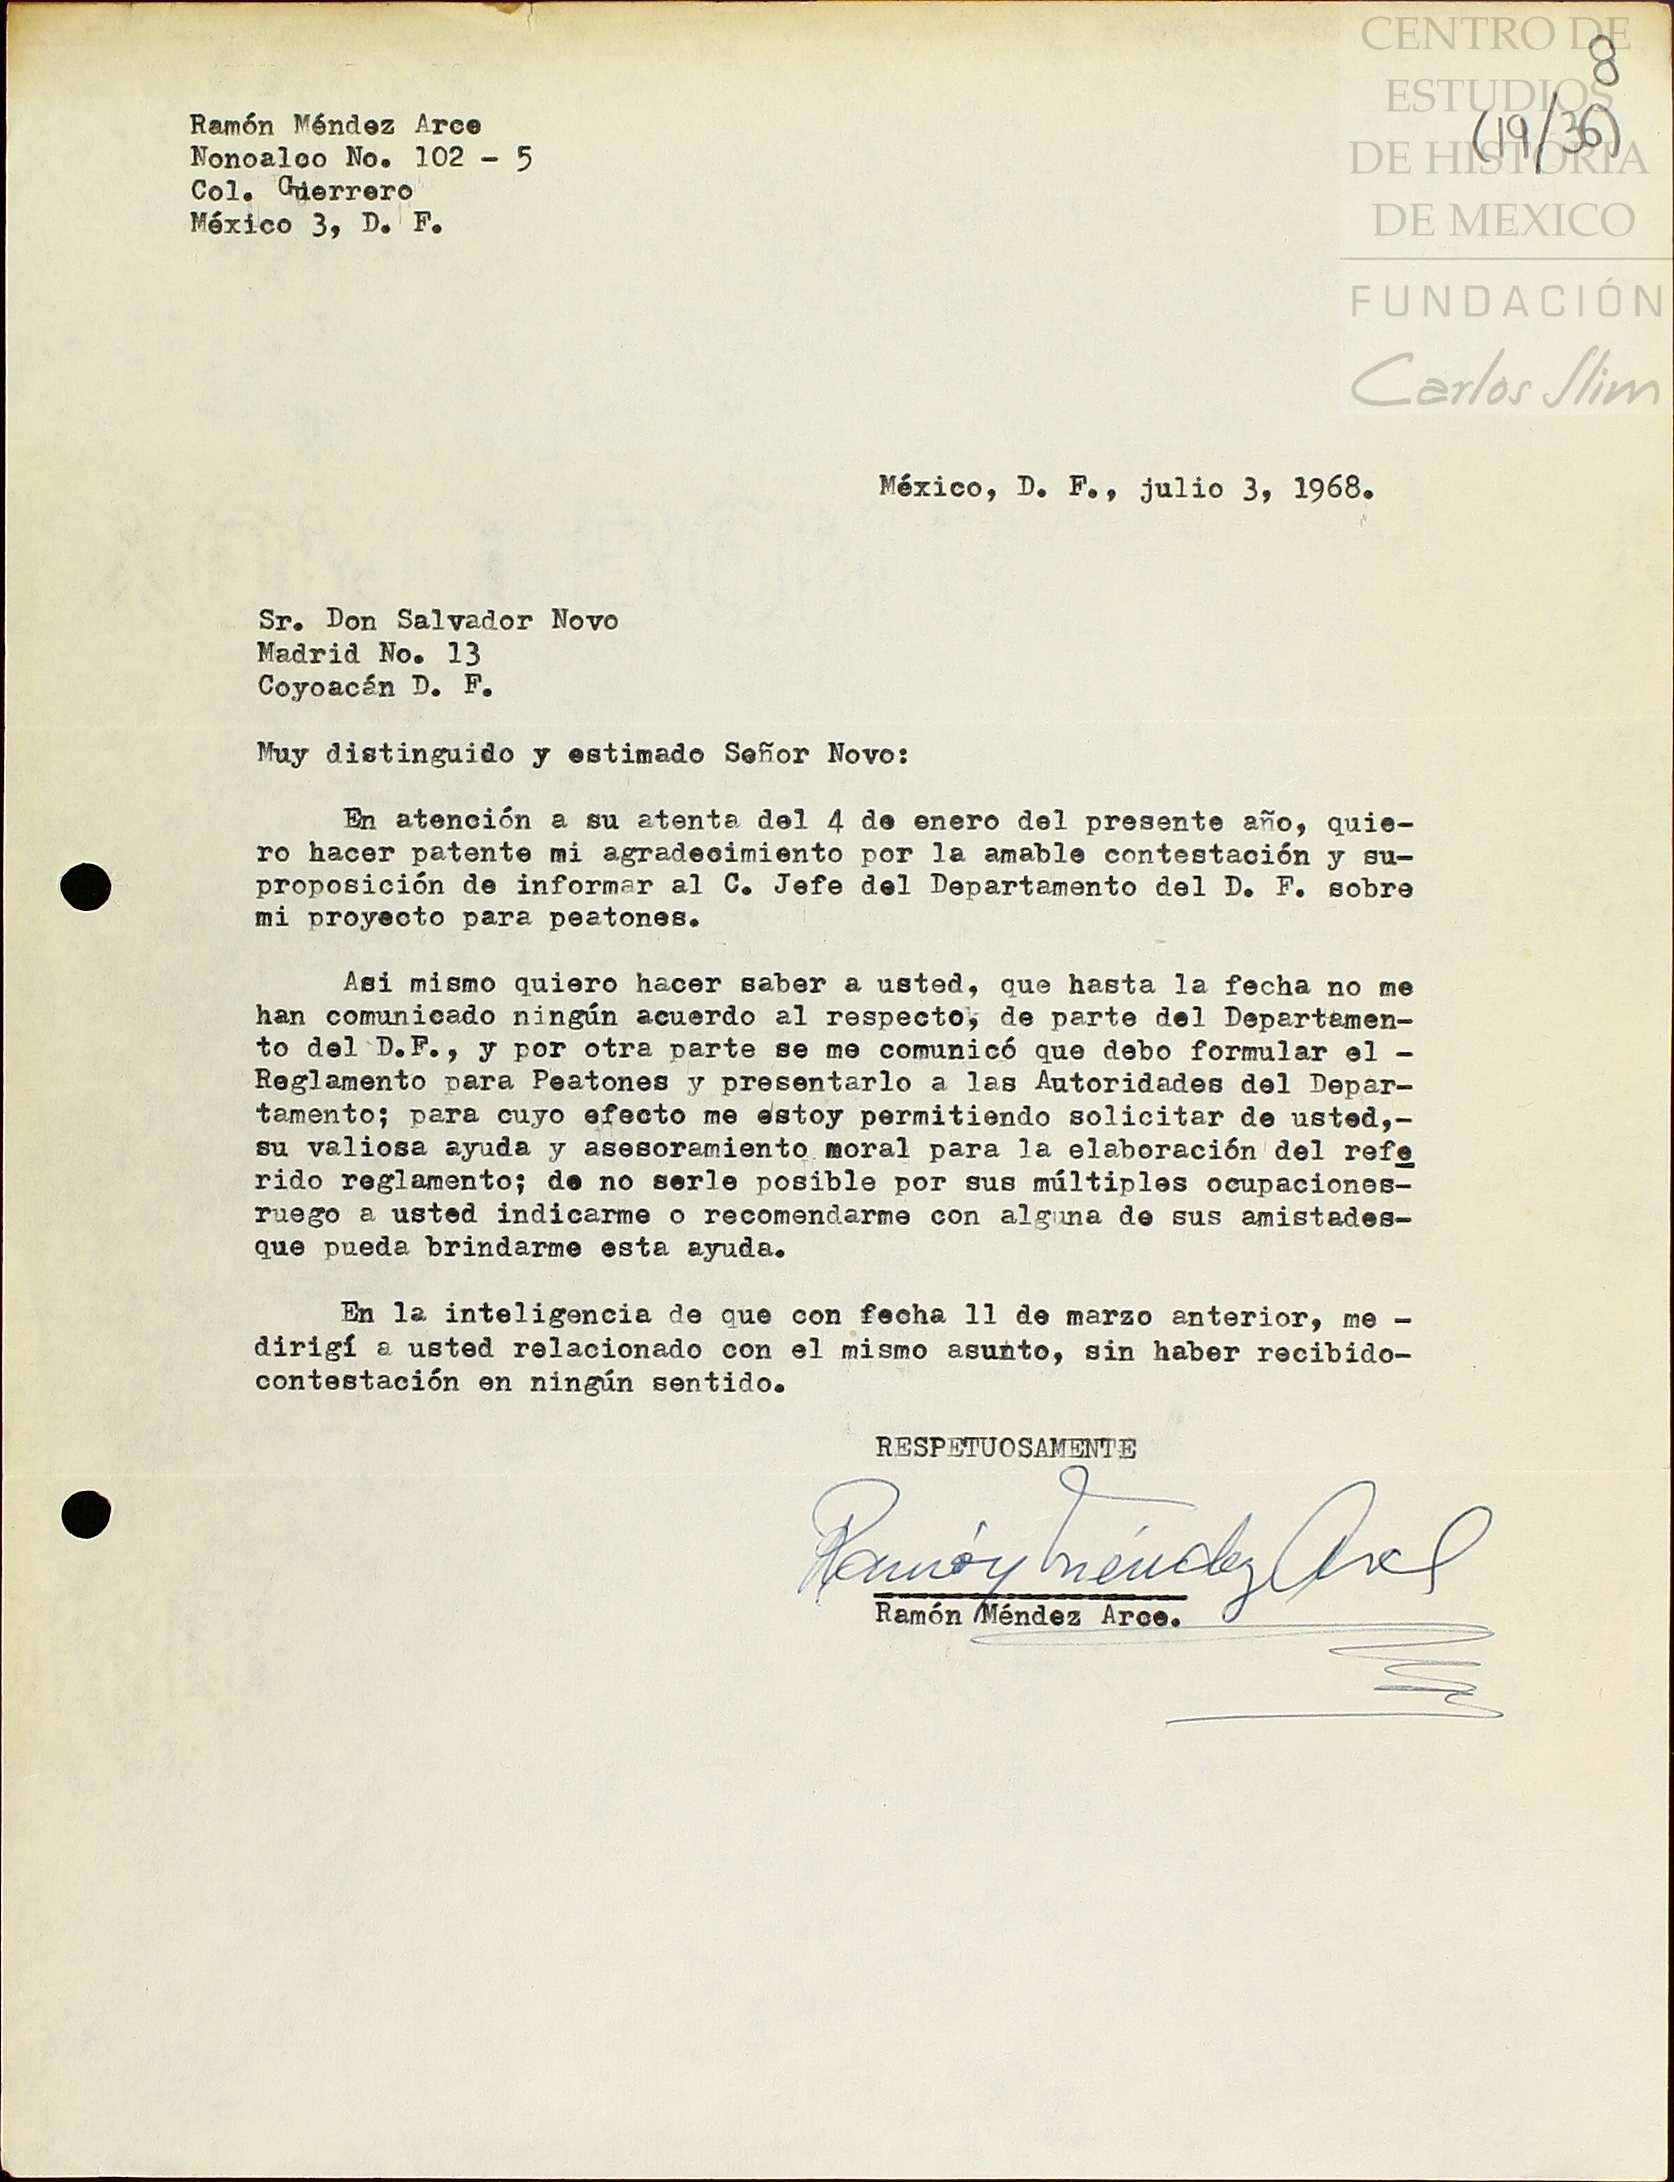 CENTRO DE
ESTUDIOS
DE HISTORIA
DE MEXICO
FUNDACIÓN
Carlos Slim
8
(19/36)
Ramón Méndez Arce
Nonoalco No. 102 - 5
Col. Guerrero
México 3, D. F.
México, D. F., julio 3, 1968.
Sr. Don Salvador Novo
Madrid No. 13
Coyoacán D. F.
Muy distinguido y estimado Señor Novo:
En atención a su atenta del 4 de enero del presente año, quie-
ro hacer patente mi agradecimiento por la amable contestación y su-
proposición de informar al C. Jefe del Departamento del D. F. sobre
mi proyecto para peatones.
Asi mismo quiero hacer saber a usted, que hasta la fecha no me
han comunicado ningún acuerdo al respecto, de parte del Departamen-
to del D.F., y por otra parte se me comunicó que debo formular el -
Reglamento para Peatones y presentarlo a las Autoridades del Depar-
tamento; para cuyo efecto me estoy permitiendo solicitar de usted,-
su valiosa ayuda y asesoramiento moral para la elaboración del refe
rido reglamento; de no serle posible por sus múltiples ocupaciones-
ruego a usted indicarme o recomendarme con alguna de sus amistades-
que pueda brindarme esta ayuda.
En la inteligencia de que con fecha 11 de marzo anterior, me -
dirigí a usted relacionado con el mismo asunto, sin haber recibido-
contestación en ningún sentido.
RESPETUOSAMENTE
Ramón Méndez Arce
Ramón Méndez Arce.